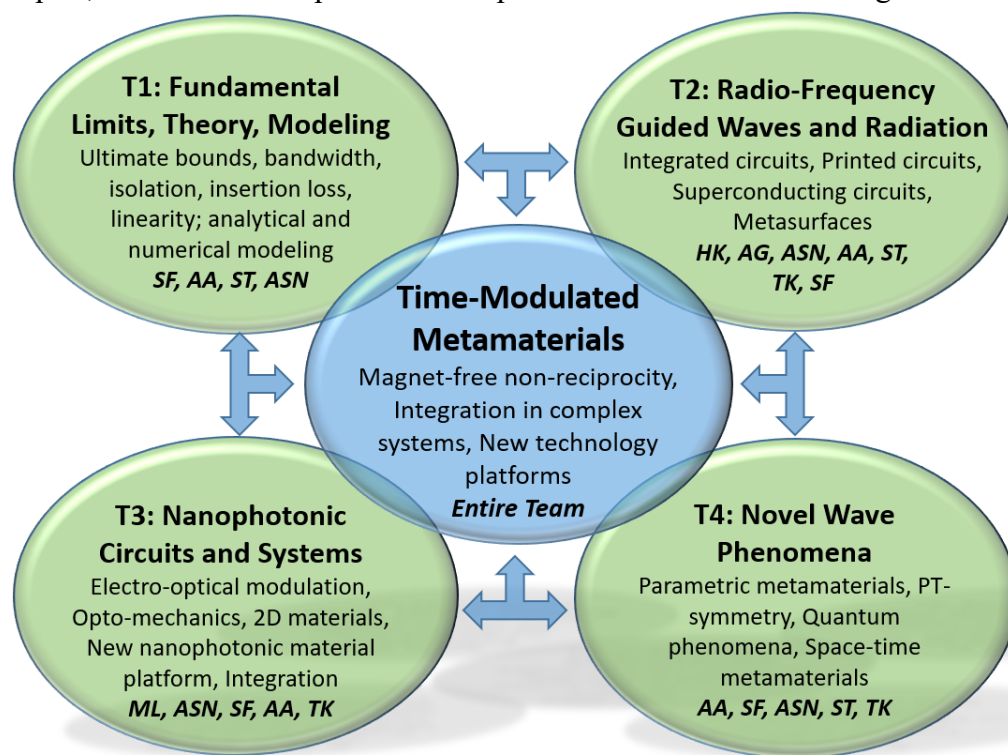 T1: Fundamental
Limits, Theory, Modeling
Ultimate bounds, bandwidth,
isolation, insertion loss,
linearity; analytical and
numerical modeling
SF, AA, ST, ASN
T2: Radio-Frequency
Guided Waves and Radiation
Integrated circuits, Printed circuits,
Superconducting circuits,
Metasurfaces
HK, AG, ASN, AA, ST,
TK, SF
Time-Modulated
Metamaterials
Magnet-free non-reciprocity,
Integration in complex
systems, New technology
platforms
Entire Team
T3: Nanophotonic
Circuits and Systems
Electro-optical modulation,
Opto-mechanics, 2D materials,
New nanophotonic material
platform, Integration
ML, ASN, SF, AA, TK
T4: Novel Wave
Phenomena
Parametric metamaterials, PT-
symmetry, Quantum
phenomena, Space-time
metamaterials
AA, SF, ASN, ST, TK